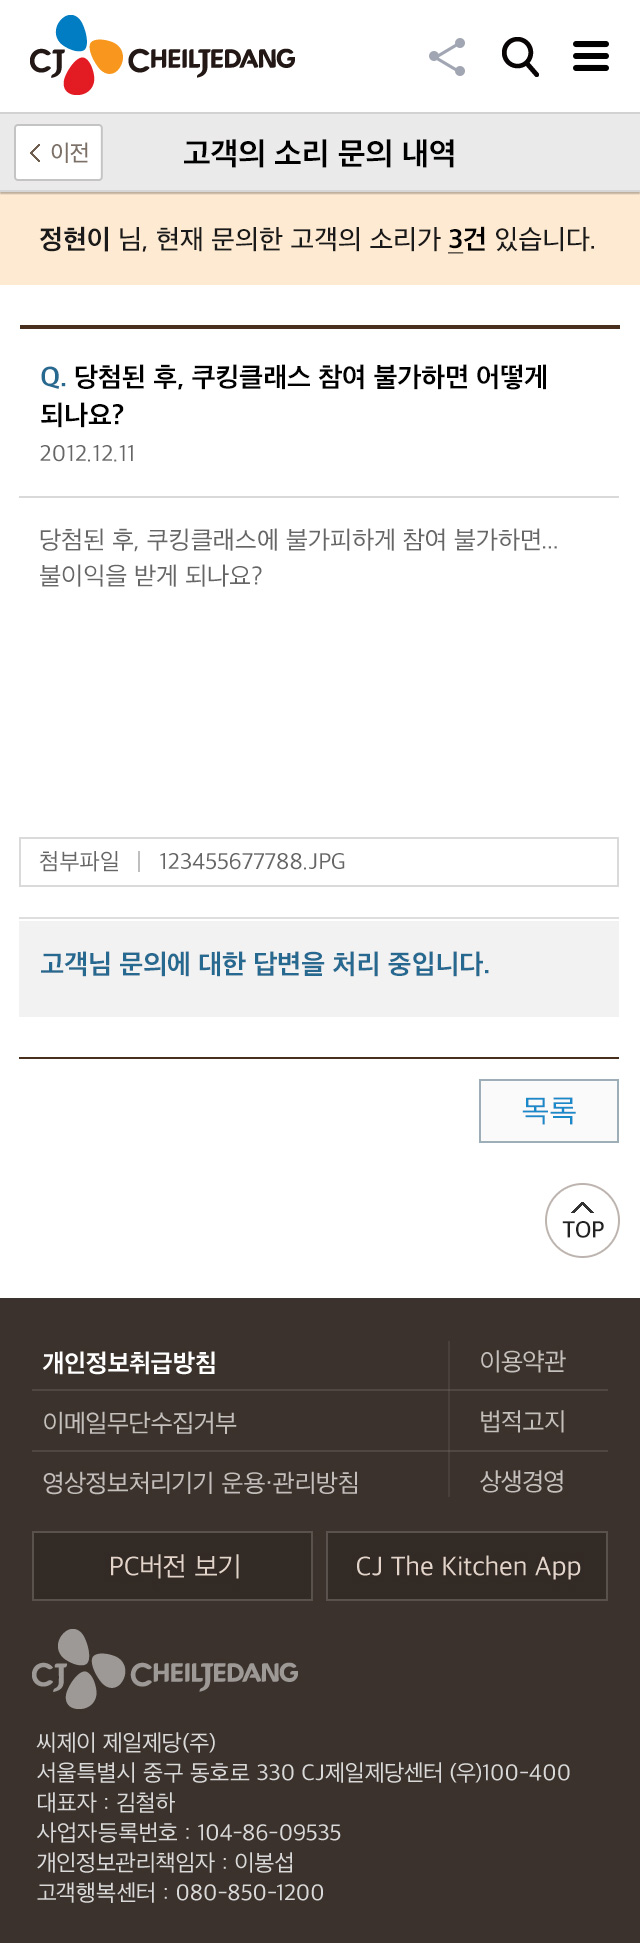 CJ CHEILJEDANG
이전
고객의 소리 문의 내역
정현이 님, 현재 문의한 고객의 소리가 3건 있습니다.
Q. 당첨된 후, 쿠킹클래스 참여 불가하면 어떻게
되나요?
2012.12.11
당첨된 후, 쿠킹클래스에 불가피하게 참여 불가하면...
불이익을 받게 되나요?
첨부파일 | 123455677788.JPG
고객님 문의에 대한 답변을 처리 중입니다.
목록
TOP
개인정보취급방침 이용약관
이메일무단수집거부 법적고지
영상정보처리기기 운용·관리방침 상생경영
PC버전 보기 CJ The Kitchen App
CJ CHEILJEDANG
씨제이 제일제당(주)
서울특별시 중구 동호로 330 CJ제일제당센터 (우)100-400
대표자 : 김철하
사업자등록번호 : 104-86-09535
개인정보관리책임자 : 이봉섭
고객행복센터 : 080-850-1200